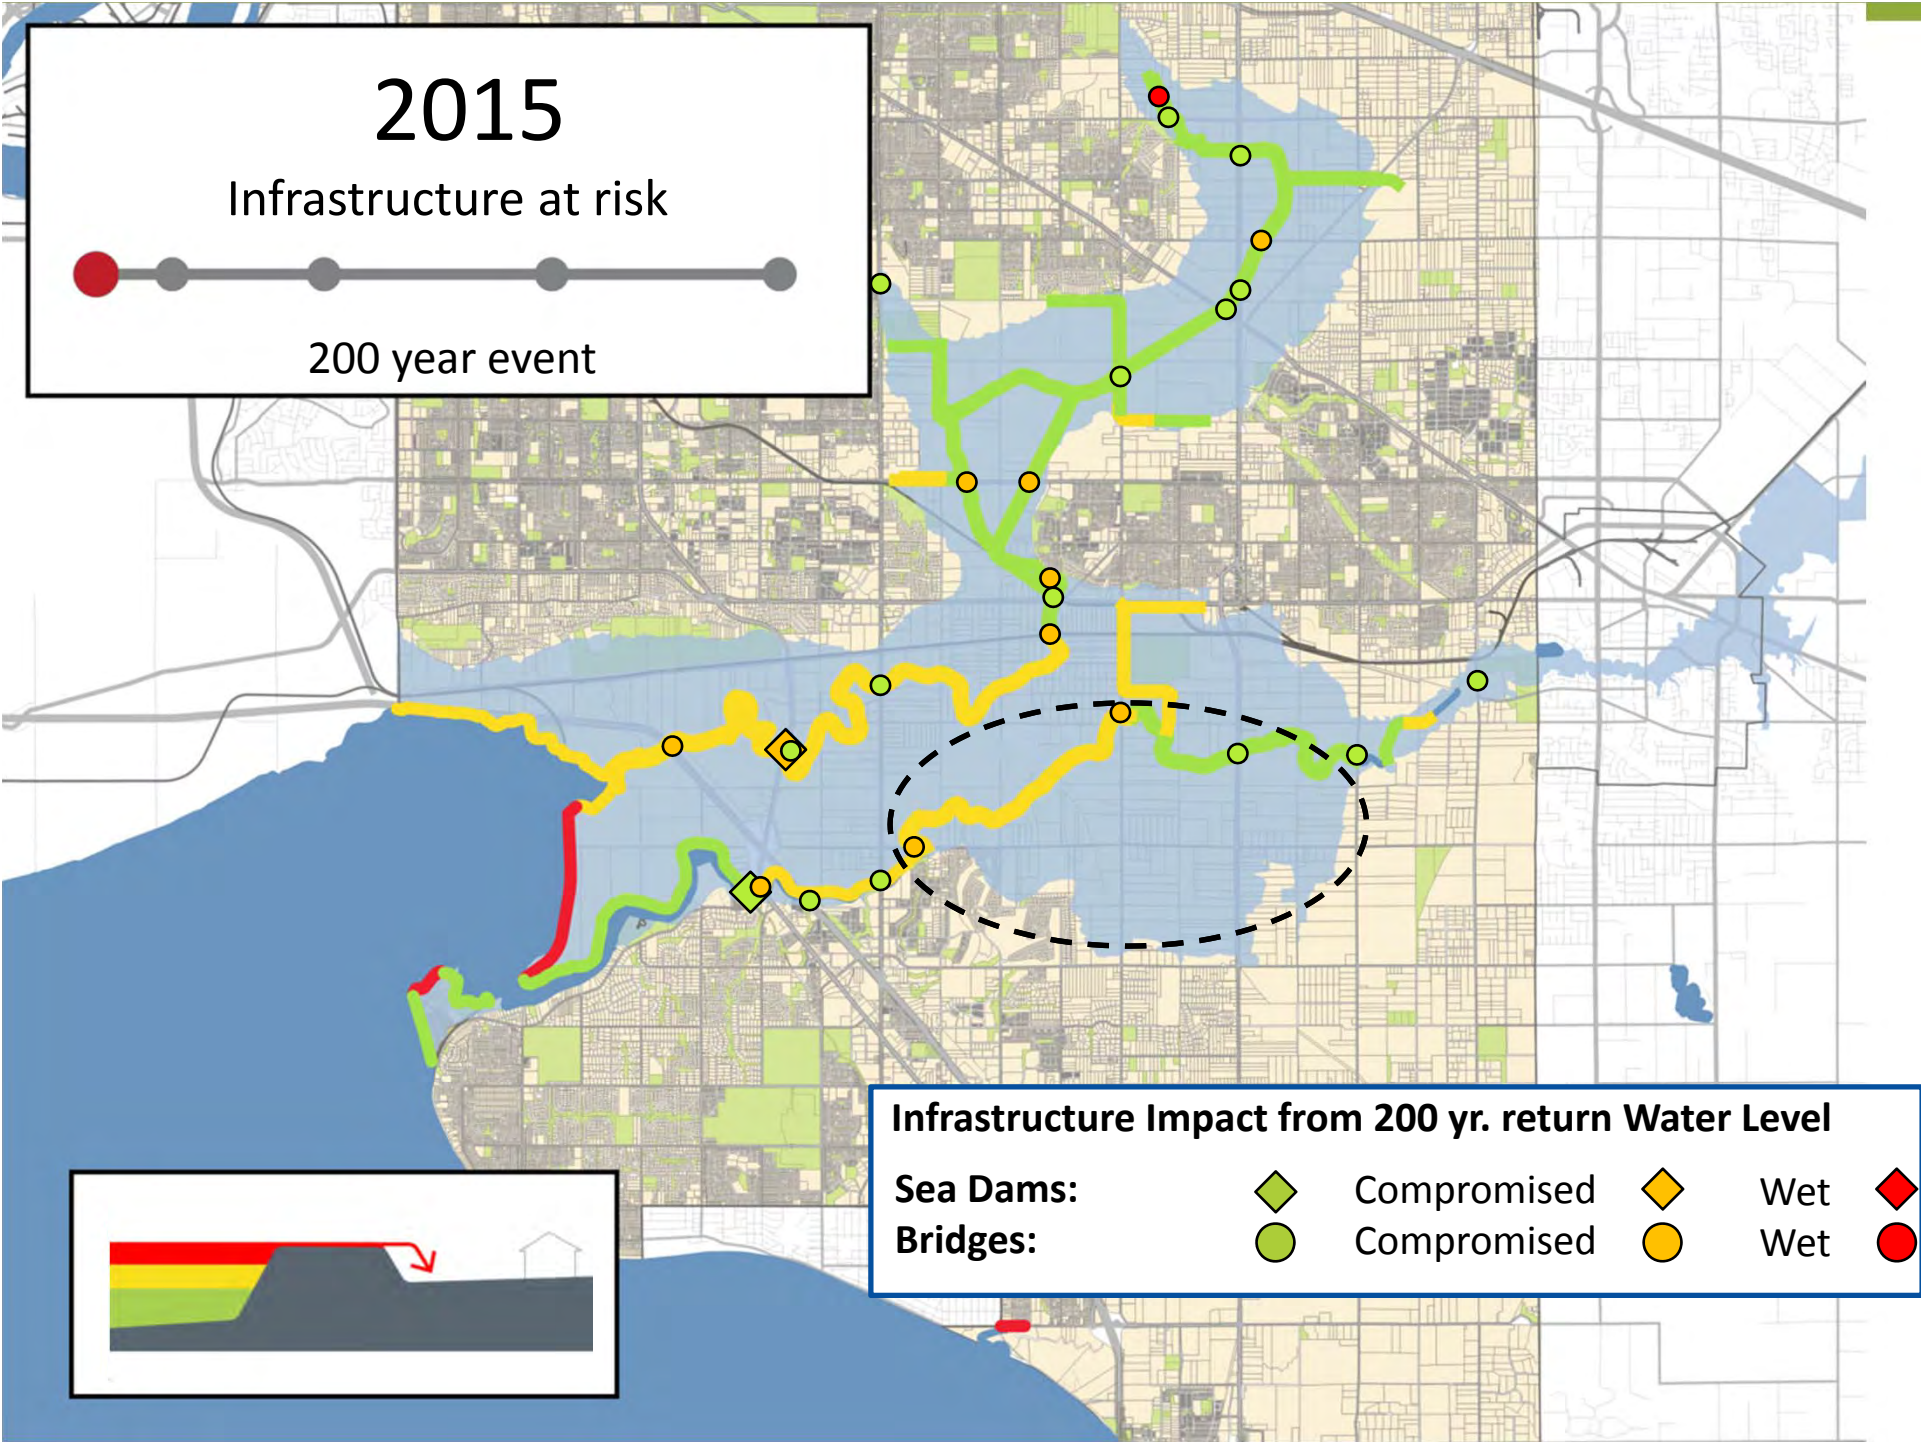 2015
Infrastructure at risk
200 year event
Infrastructure Impact from 200 yr. return Water Level
Sea Dams: Compromised Wet
Bridges: Compromised Wet